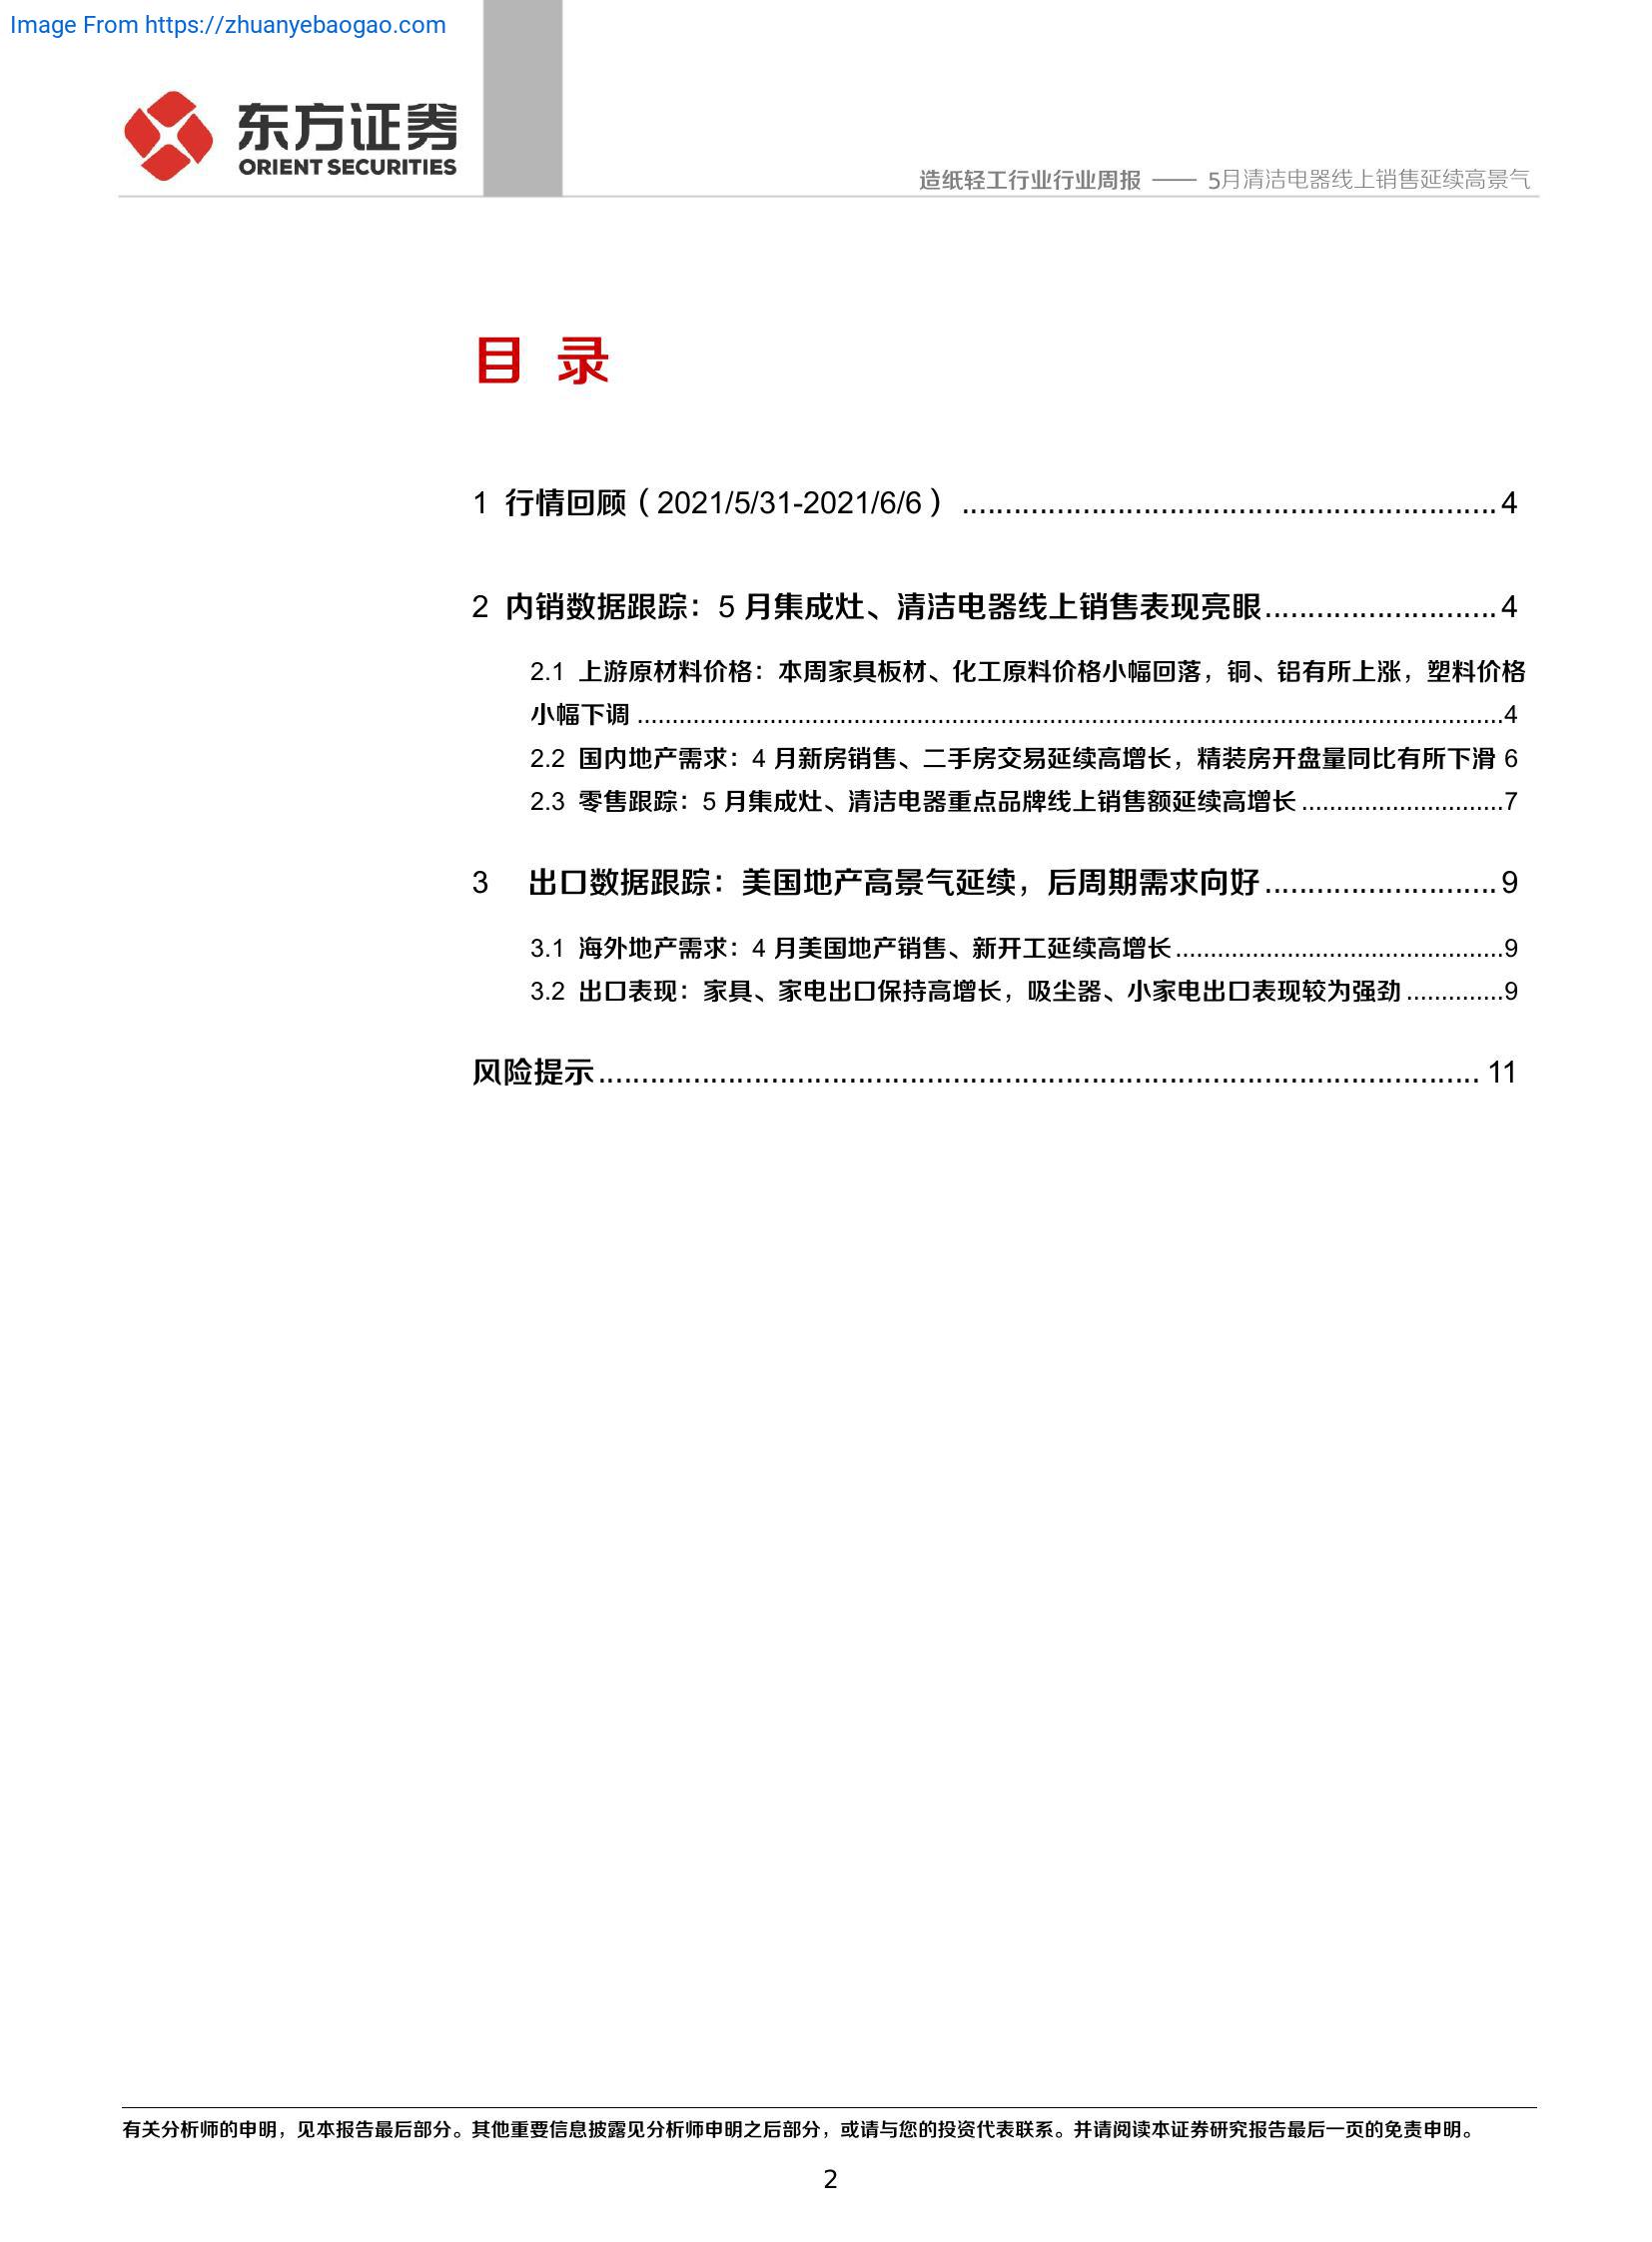 Image From https://zhuanyebaogao.com
东方证券
ORIENT SECURITIES
造纸轻工行业行业周报 —— 5月清洁电器线上销售延续高景气
目 录
1 行情回顾（2021/5/31-2021/6/6）..............................................................4
2 内销数据跟踪：5 月集成灶、清洁电器线上销售表现亮眼...........................4
2.1 上游原材料价格：本周家具板材、化工原料价格小幅回落，铜、铝有所上涨，塑料价格
小幅下调 ............................................................................................................................4
2.2 国内地产需求：4 月新房销售、二手房交易延续高增长，精装房开盘量同比有所下滑 6
2.3 零售跟踪：5 月集成灶、清洁电器重点品牌线上销售额延续高增长 .............................7
3 出口数据跟踪：美国地产高景气延续，后周期需求向好...........................9
3.1 海外地产需求：4 月美国地产销售、新开工延续高增长...............................................9
3.2 出口表现：家具、家电出口保持高增长，吸尘器、小家电出口表现较为强劲 ..............9
风险提示...................................................................................................... 11
有关分析师的申明，见本报告最后部分。其他重要信息披露见分析师申明之后部分，或请与您的投资代表联系。并请阅读本证券研究报告最后一页的免责申明。
2